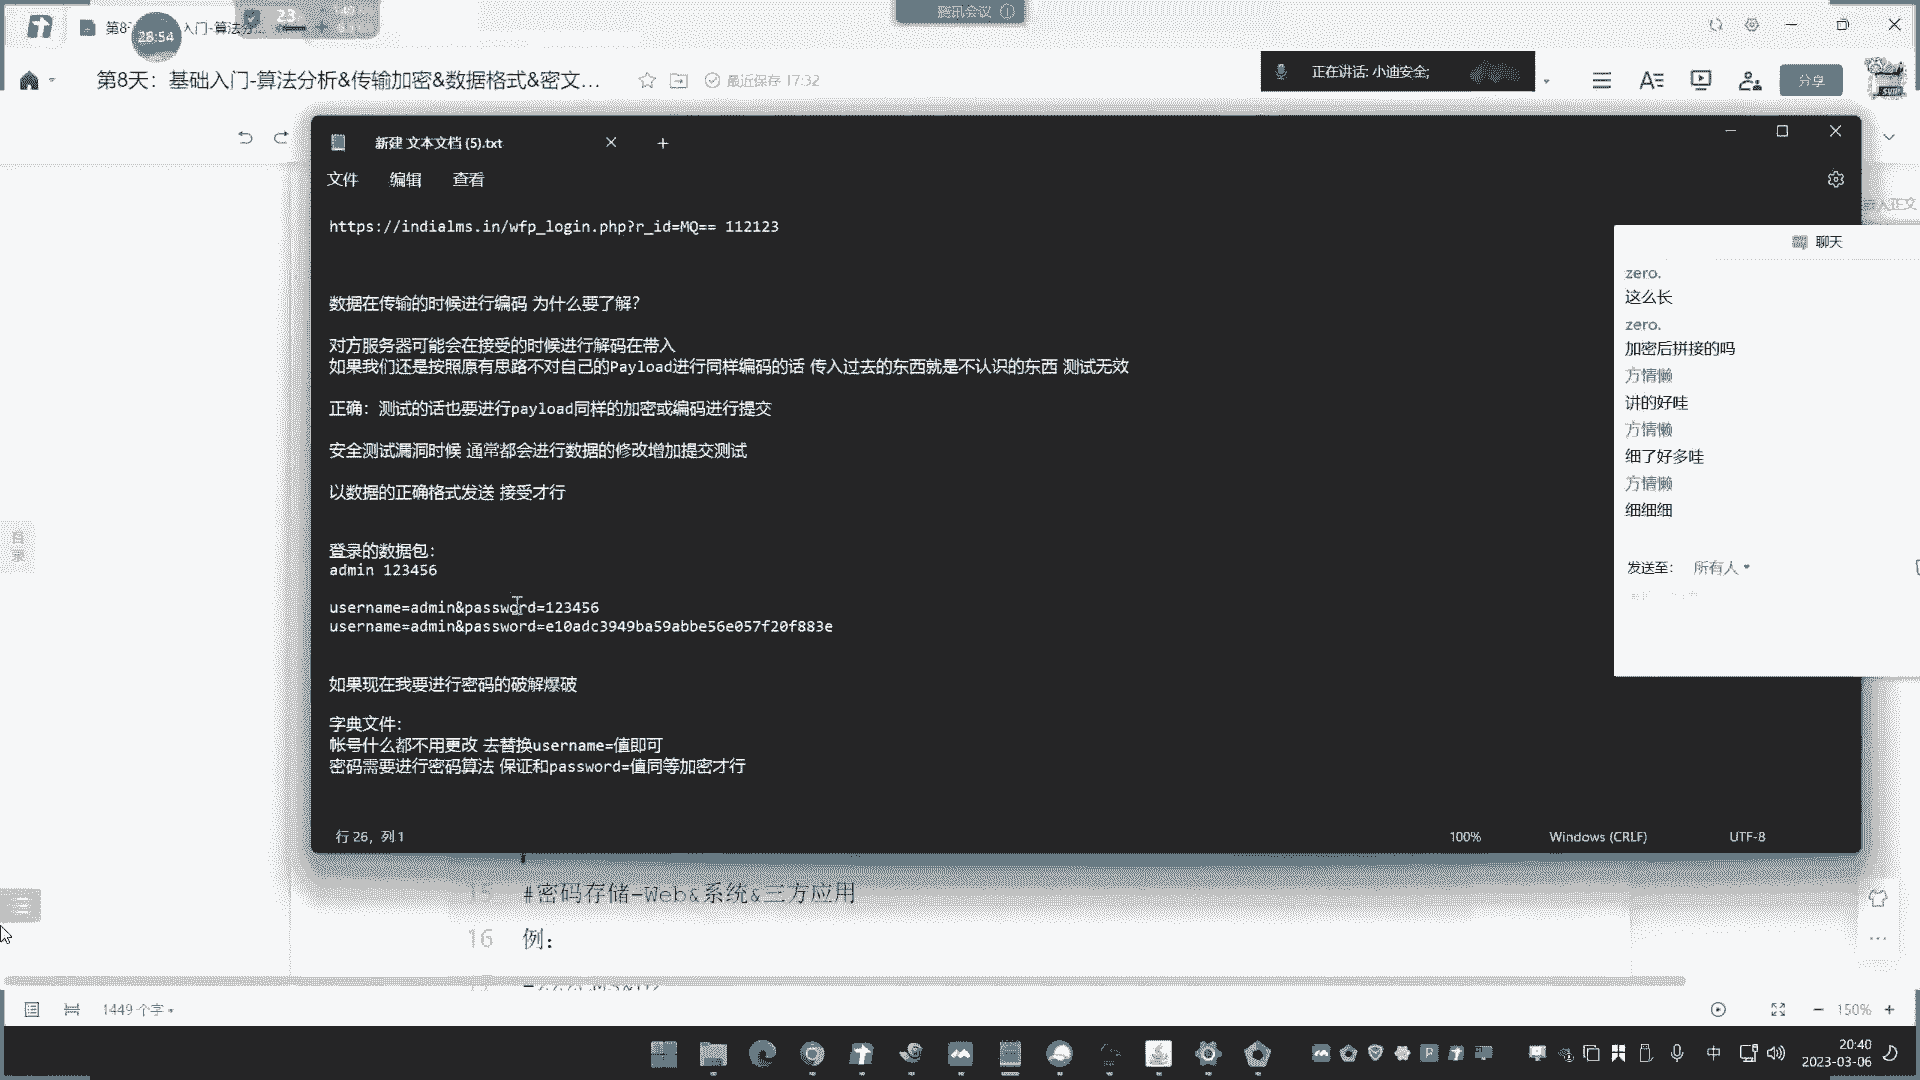 腾讯会议
23
28:54
第8
入门-算法分...
第8天：基础入门-算法分析&传输加密&数据格式&密文...
最近保存 17:32
正在讲话: 小迪安全;
分享
新建 文本文档 (5).txt
文件 编辑 查看
https://indialms.in/wfp_login.php?r_id=MQ== 112123
数据在传输的时候进行编码 为什么要了解?
对方服务器可能会在接受的时候进行解码在带入
如果我们还是按照原有思路不对自己的Payload进行同样编码的话 传入过去的东西就是不认识的东西 测试无效
正确：测试的话也要进行payload同样的加密或编码进行提交
安全测试漏洞时候 通常都会进行数据的修改增加提交测试
以数据的正确格式发送 接受才行
登录的数据包：
admin 123456
username=admin&password=123456
username=admin&password=e10adc3949ba59abbe56e057f20f883e
如果现在我要进行密码的破解爆破
字典文件：
帐号什么都不用更改 去替换username=值即可
密码需要进行密码算法 保证和password=值同等加密才行
行 26，列 1
100%
Windows (CRLF)
UTF-8
聊天
zero.
这么长
zero.
加密后拼接的吗
方情懒
讲的好哇
方情懒
细了好多哇
方情懒
细细细
发送至： 所有人
目录
15 #密码存储-Web&系统&三方应用
16 例：
1449 个字
150%
中
20:40
2023-03-06